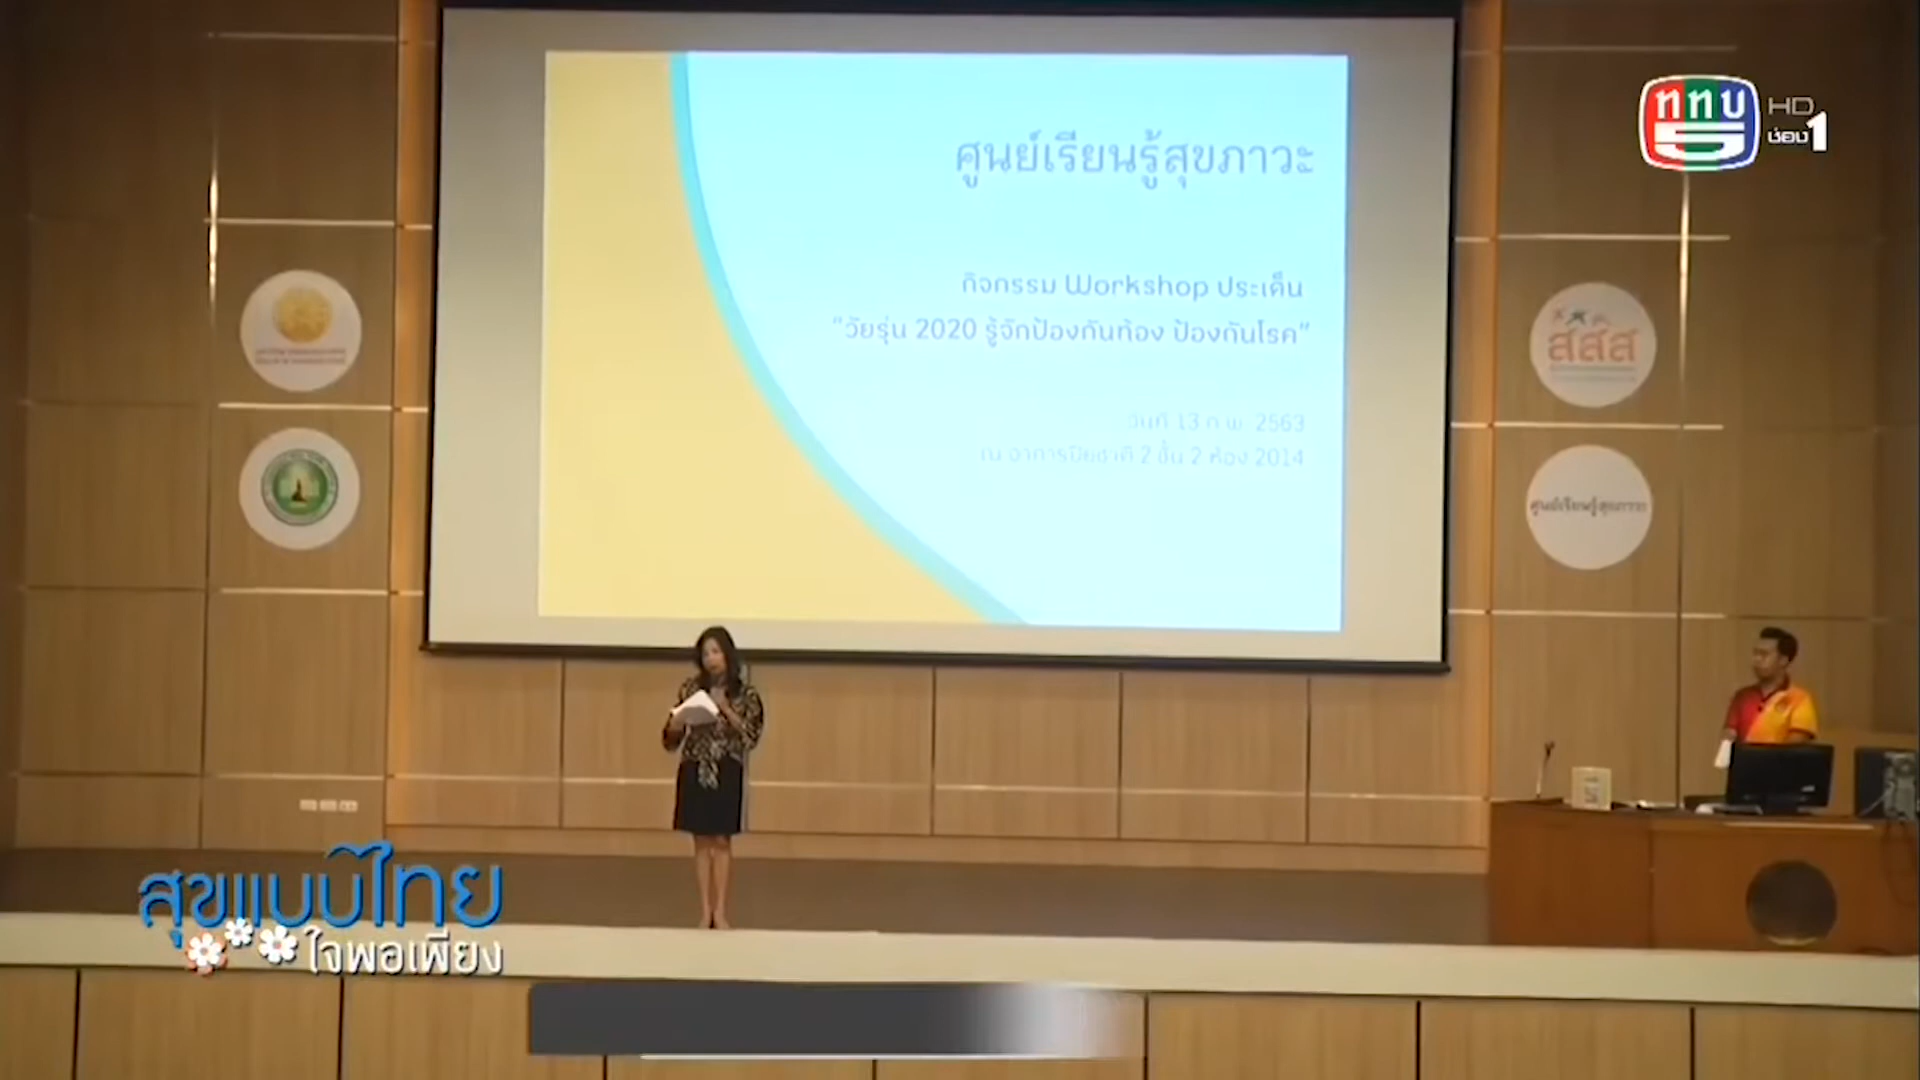 ศูนย์เรียนรู้สุขภาวะ
กิจกรรม Workshop ประเด็น
"วัยรุ่น 2020 รู้จักป้องกันท้อง ป้องกันโรค"
วันที่ 13 ก.พ. 2563
ณ อาคารปิยชาติ 2 ชั้น 2 ห้อง 2014
ททบ HD
5 ช่อง 1
สสส
ศูนย์เรียนรู้สุขภาวะ
สุขแบบไทย
ใจพอเพียง